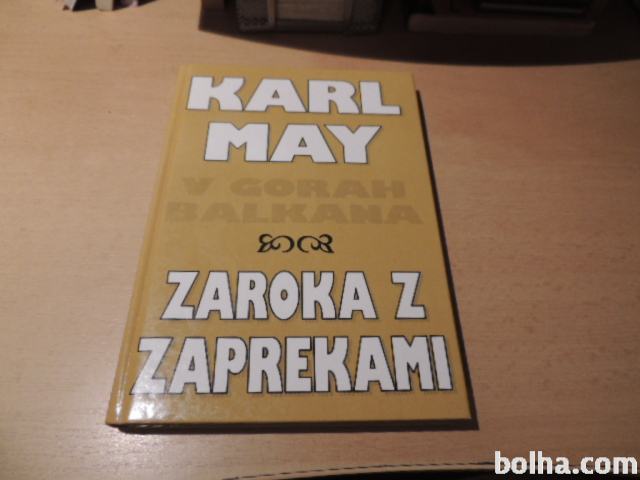 KARL
MAY
V GORAH
BALKANA
ZAROKA Z
ZAPREKAMI
bolha.com